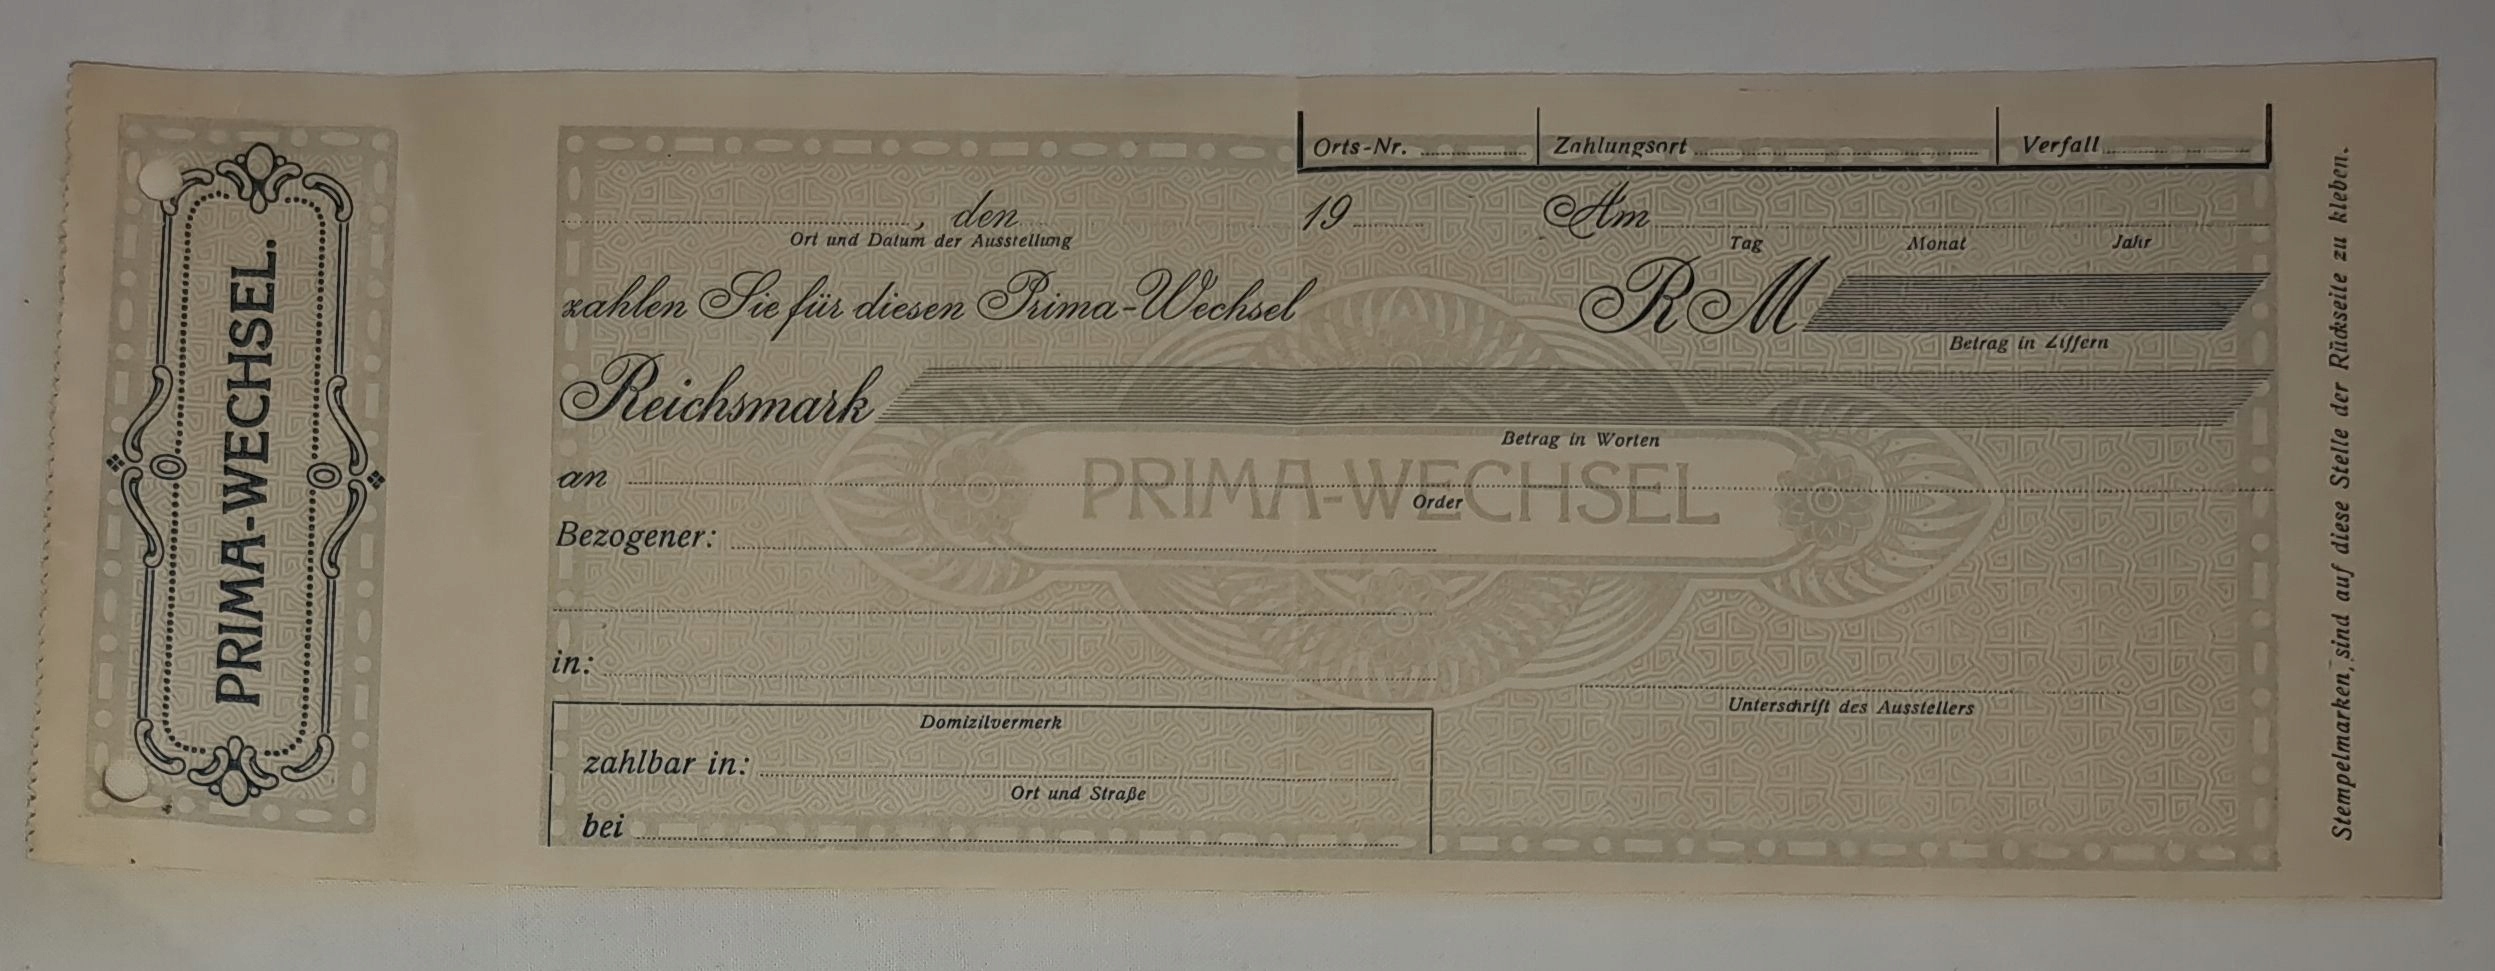 PRIMA-WECHSEL.
Orts-Nr. Zahlungsort Verfall
, den 19 Am
Ort und Datum der Ausstellung Tag Monat Jahr
zahlen Sie für diesen Prima-Wechsel RM
Betrag in Ziffern
Reichsmark
Betrag in Worten
an
PRIMA-WECHSEL
Order
Bezogener:
in:
Unterschrift des Ausstellers
Domizilvermerk
zahlbar in:
Ort und Straße
bei
4
Stempelmarken, sind auf diese Stelle der Rückseite zu kleben.